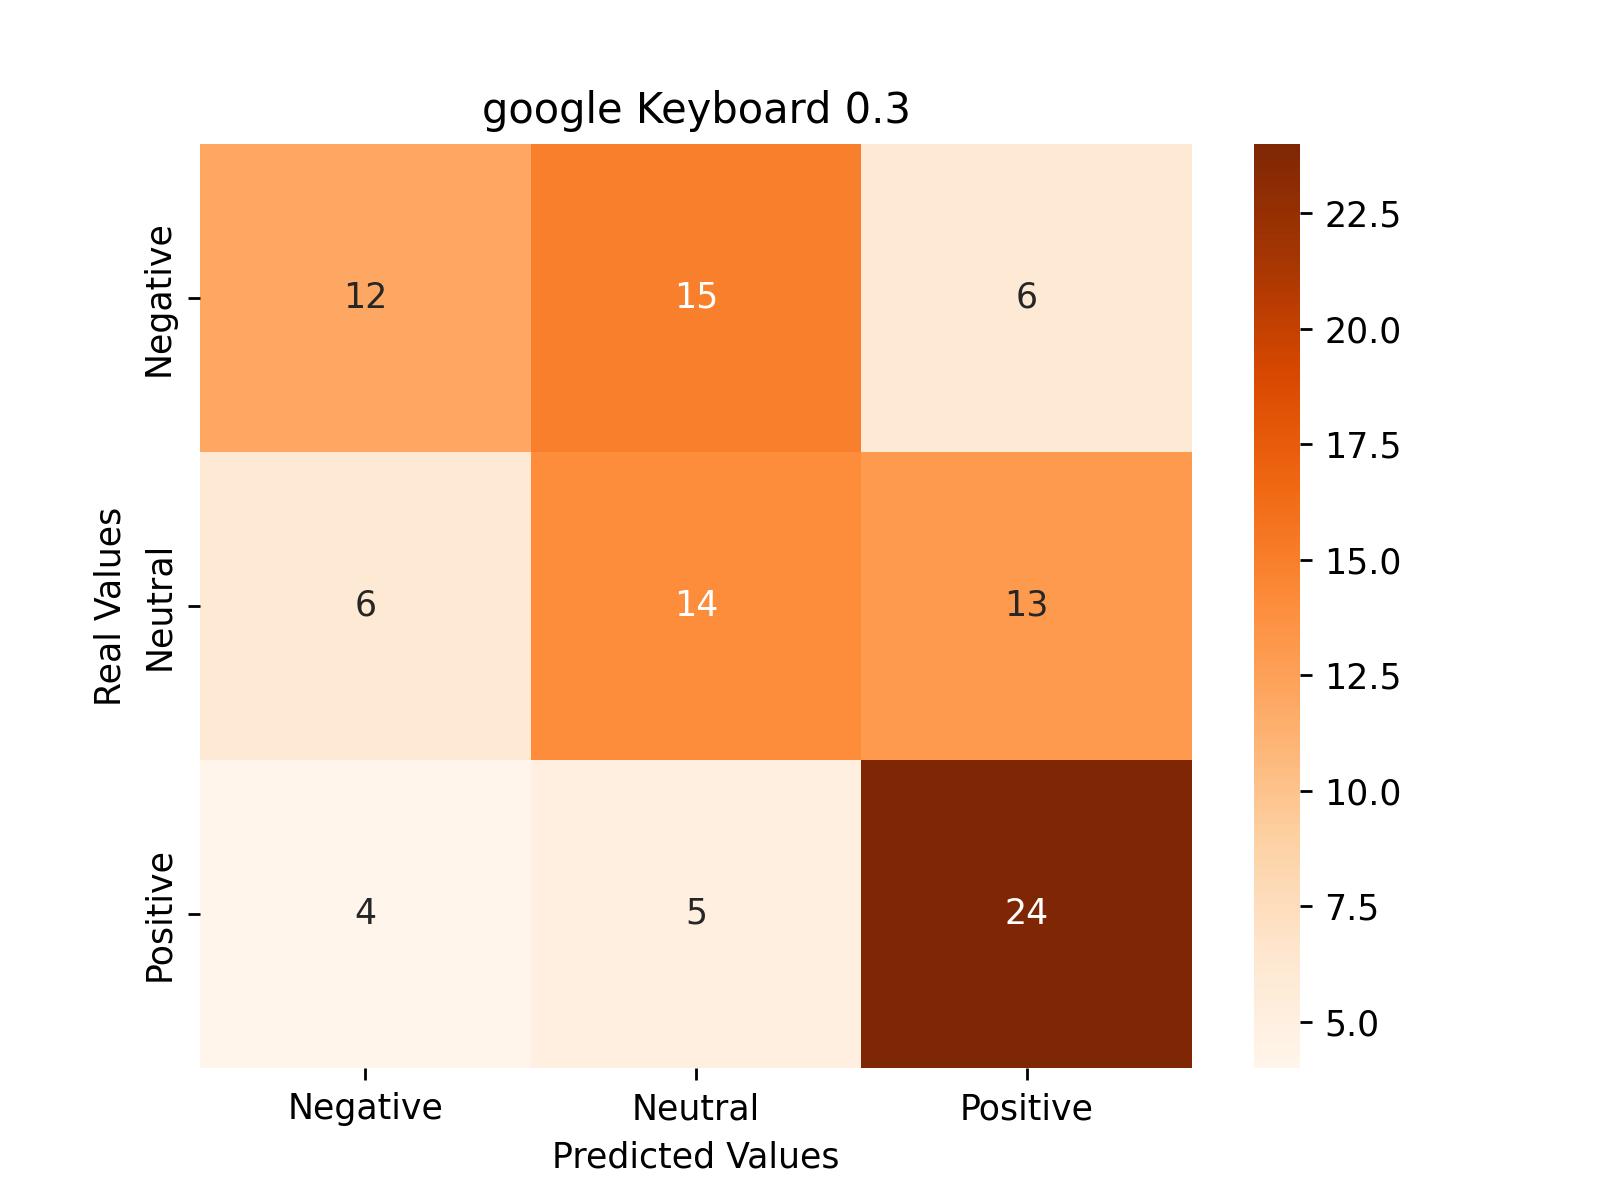 google Keyboard 0.3
Real Values
Negative
12
15
6
Neutral
6
14
13
Positive
4
5
24
Negative
Neutral
Positive
Predicted Values
22.5
20.0
17.5
15.0
12.5
10.0
7.5
5.0